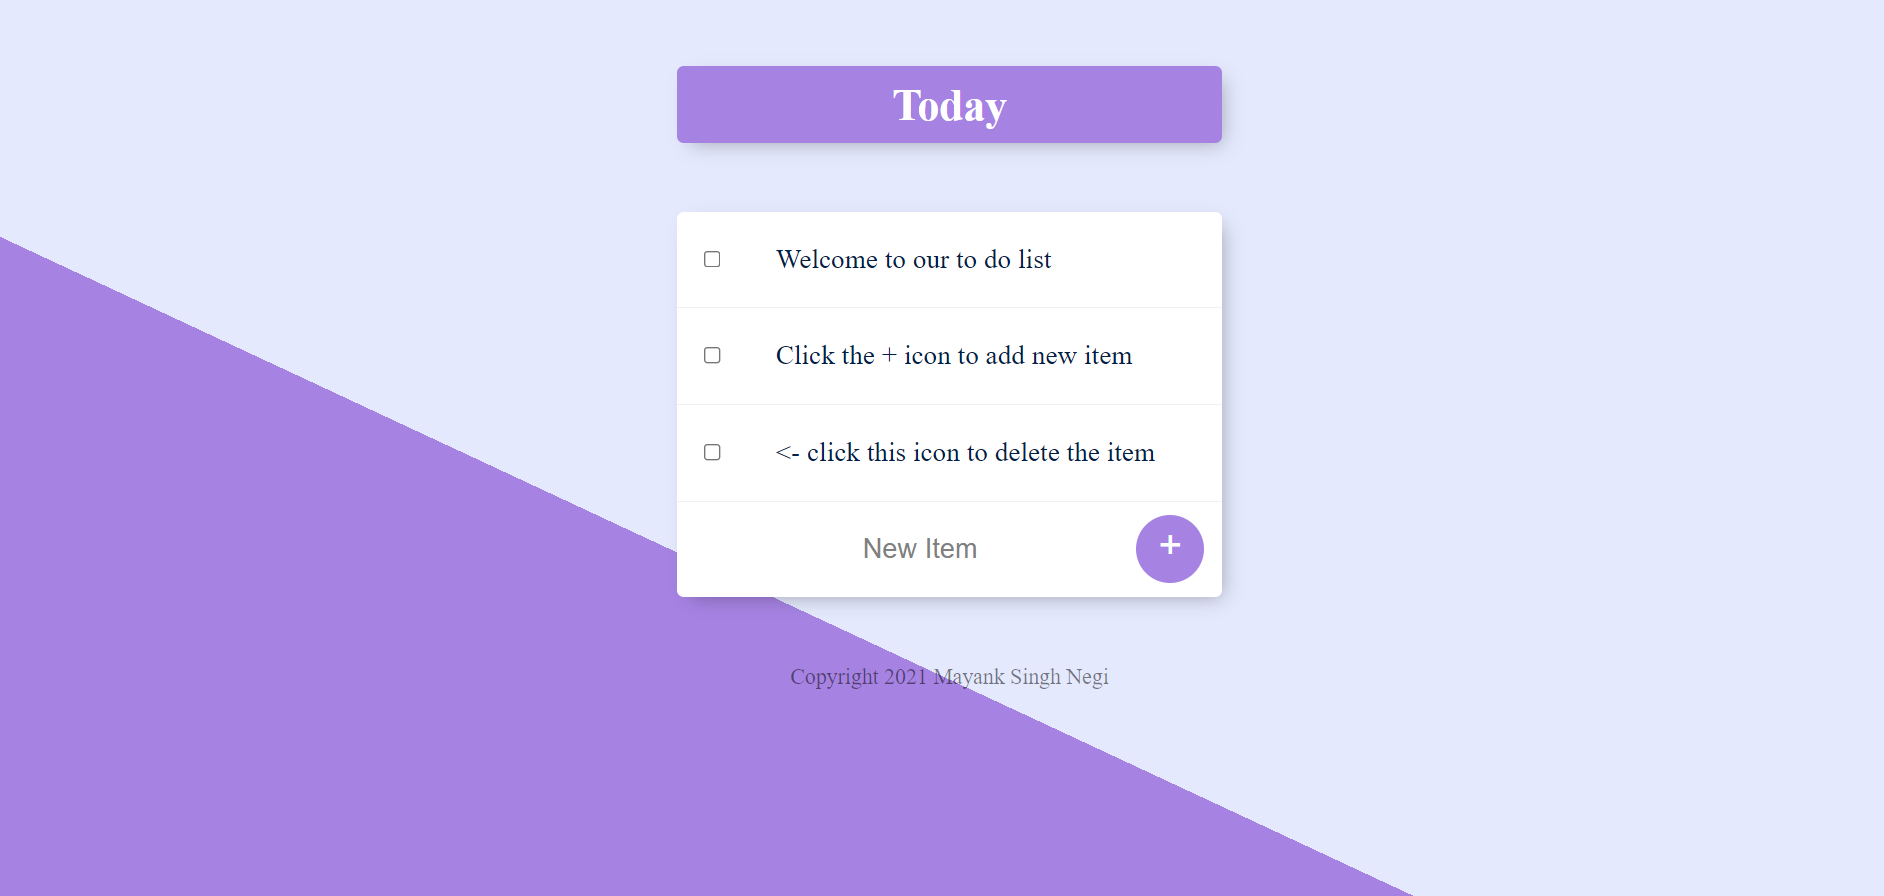 Today
Welcome to our to do list
Click the + icon to add new item
<- click this icon to delete the item
New Item
+
Copyright 2021 Mayank Singh Negi